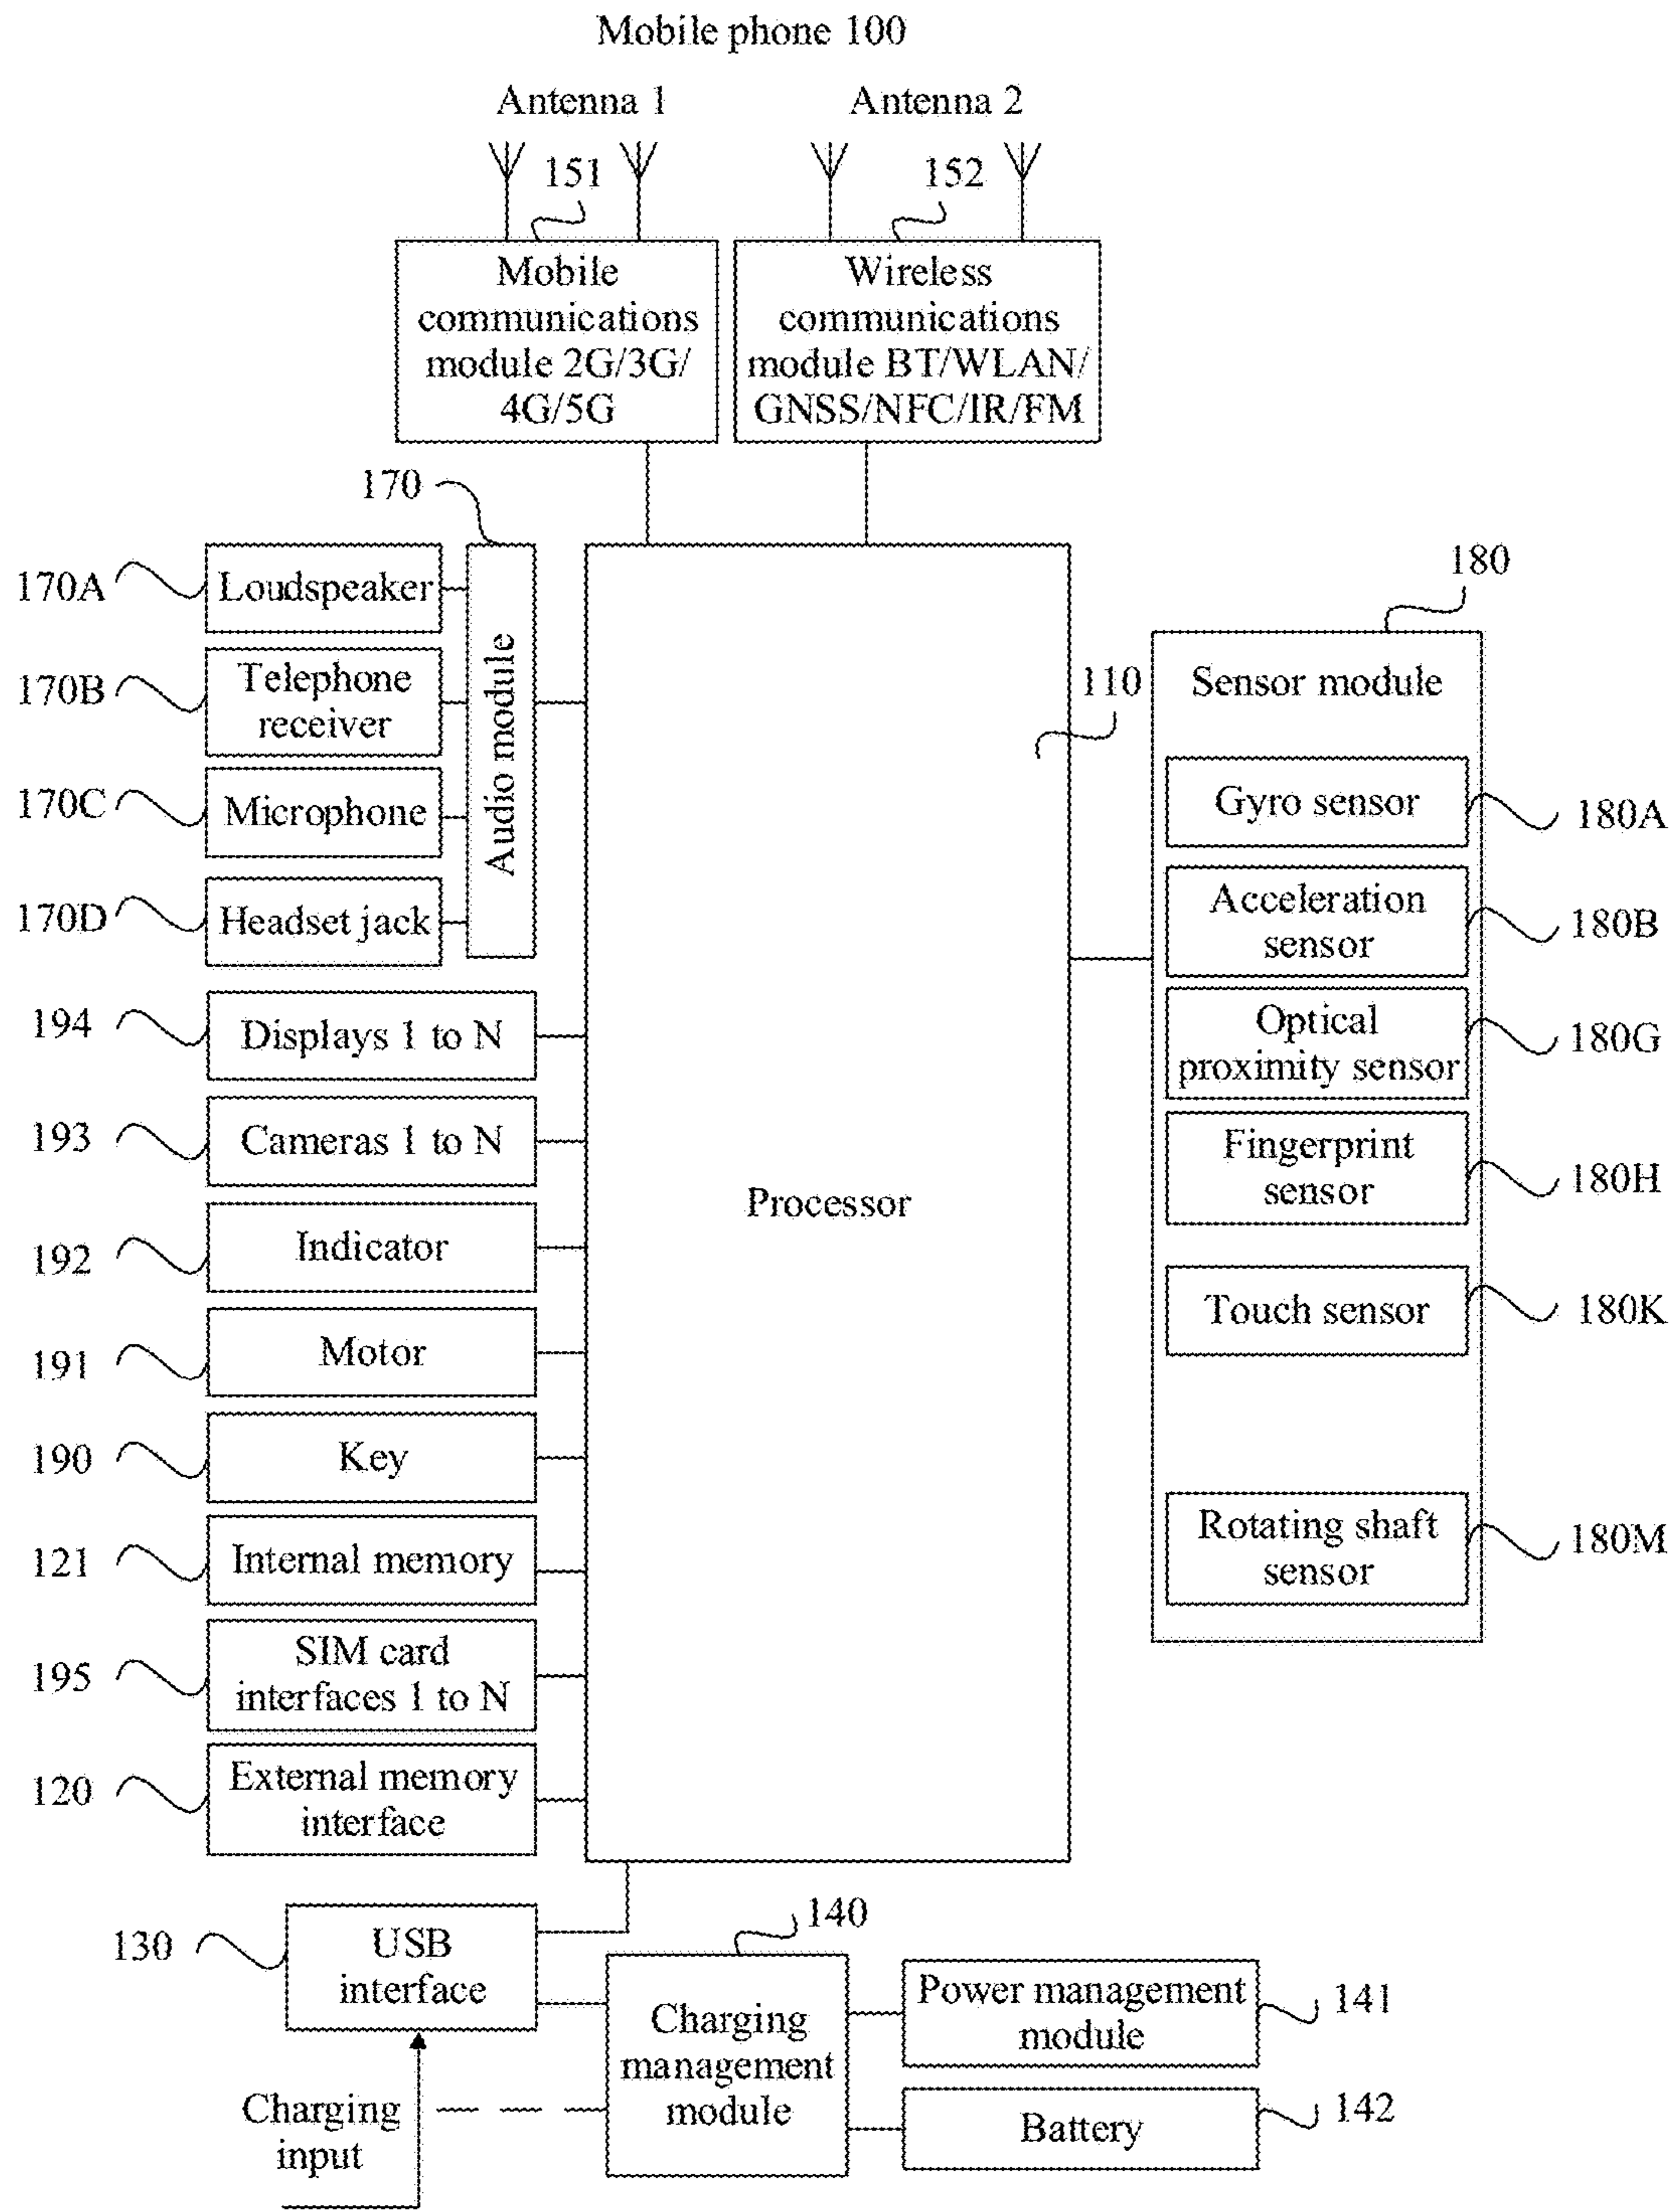 Mobile phone 100
Antenna 1
Antenna 2
151
152
Mobile
communications
module 2G/3G/
4G/5G
Wireless
communications
module BT/WLAN/
GNSS/NFC/IR/FM
170
170A
Loudspeaker
170B
Telephone
receiver
170C
Microphone
170D
Headset jack
Audio module
194
Displays 1 to N
193
Cameras 1 to N
192
Indicator
191
Motor
190
Key
121
Internal memory
195
SIM card
interfaces 1 to N
120
External memory
interface
110
Processor
180
Sensor module
Gyro sensor
180A
Acceleration
sensor
180B
Optical
proximity sensor
180G
Fingerprint
sensor
180H
Touch sensor
180K
Rotating shaft
sensor
180M
130
USB
interface
140
Charging
management
module
Power management
module
141
Battery
142
Charging
input